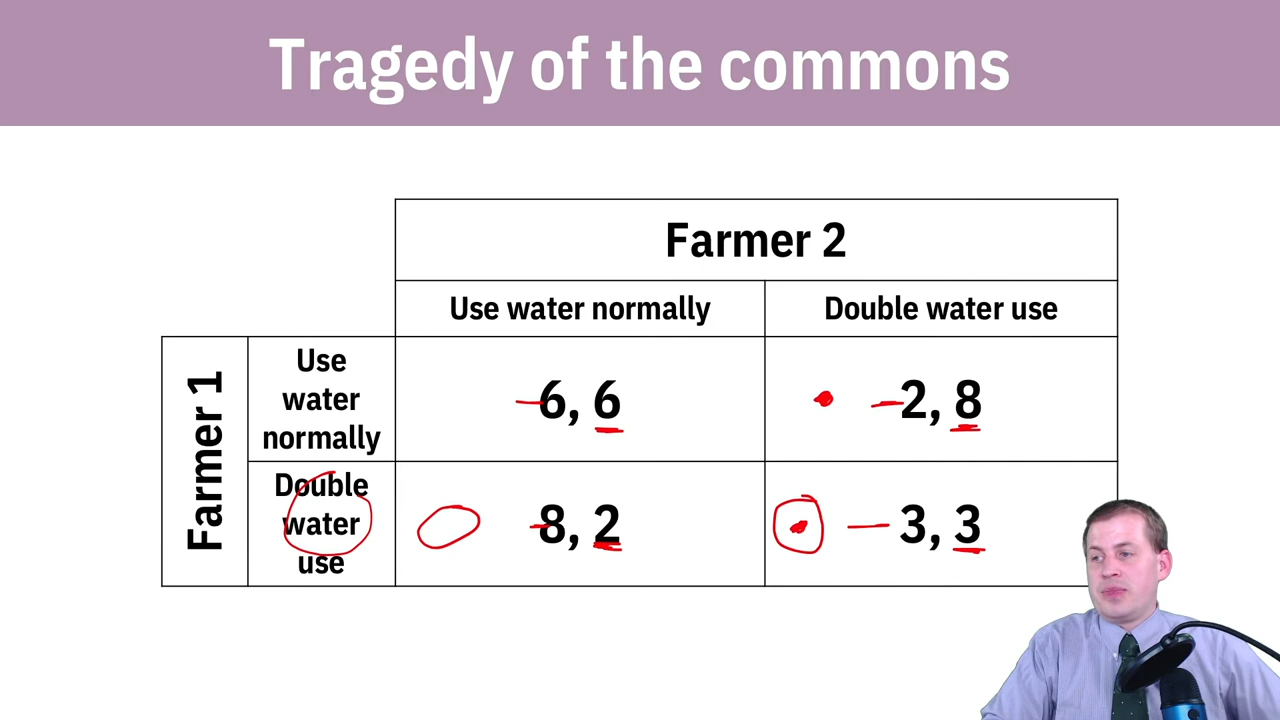 Tragedy of the commons
Farmer 2
Use water normally
Double water use
Farmer 1
Use
water
normally
6, 6
2, 8
Double
water
use
8, 2
3, 3